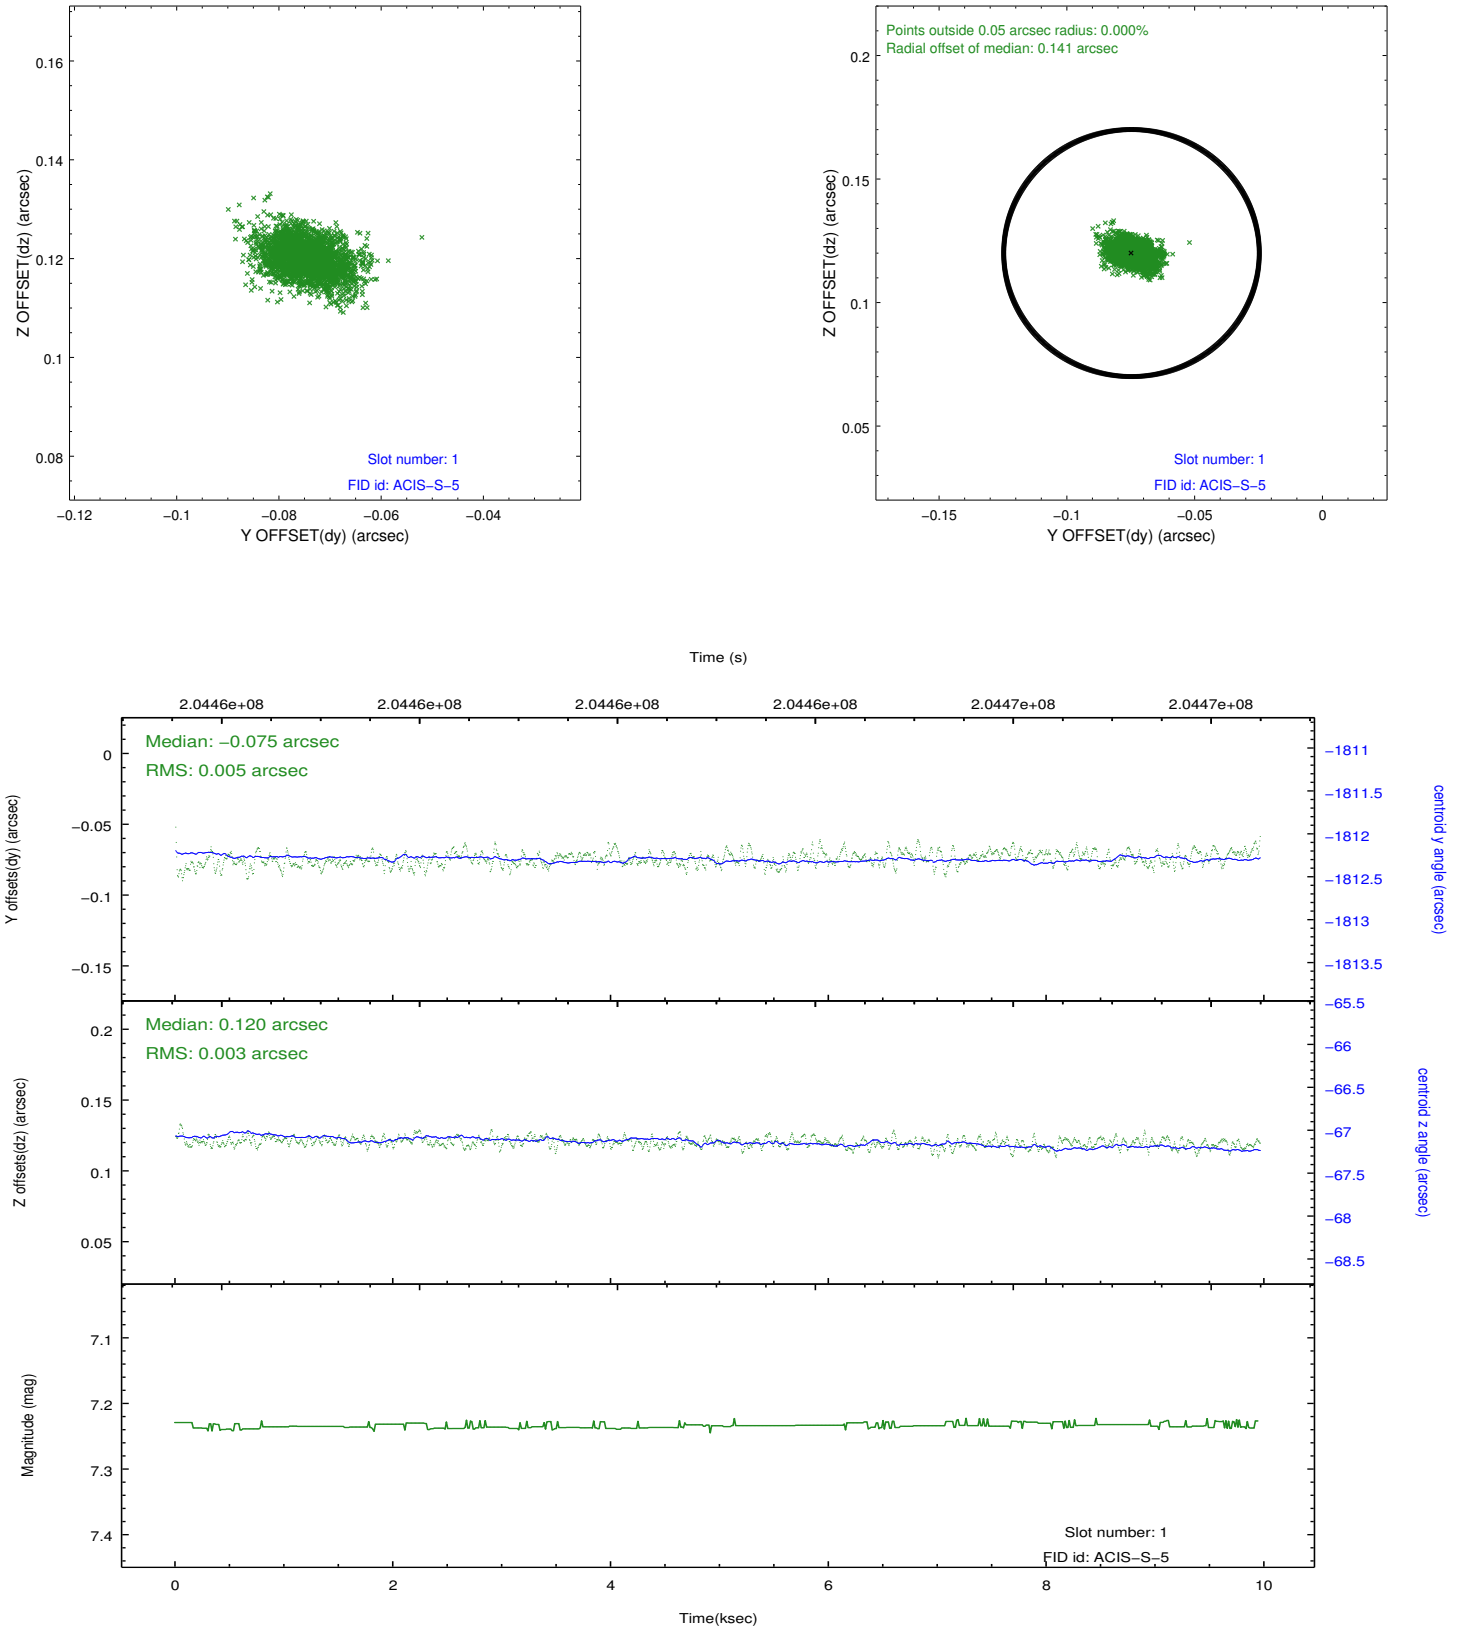 0.16
0.14
0.12
0.1
0.08
Z OFFSET(dz) (arcsec)
Slot number: 1
FID id: ACIS−S−5
−0.12
−0.1
−0.08
−0.06
−0.04
Y OFFSET(dy) (arcsec)
Points outside 0.05 arcsec radius: 0.000%
Radial offset of median: 0.141 arcsec
0.2
0.15
0.1
0.05
Z OFFSET(dz) (arcsec)
Slot number: 1
FID id: ACIS−S−5
−0.15
−0.1
−0.05
0
Y OFFSET(dy) (arcsec)
Time (s)
2.0446e+08
2.0446e+08
2.0446e+08
2.0446e+08
2.0447e+08
2.0447e+08
Median: −0.075 arcsec
RMS: 0.005 arcsec
0
−0.05
−0.1
−0.15
Y offsets(dy) (arcsec)
−1811
−1811.5
−1812
−1812.5
−1813
−1813.5
centroid y angle (arcsec)
Median: 0.120 arcsec
RMS: 0.003 arcsec
0.2
0.15
0.1
0.05
Z offsets(dz) (arcsec)
−65.5
−66
−66.5
−67
−67.5
−68
−68.5
centroid z angle (arcsec)
7.1
7.2
7.3
7.4
Magnitude (mag)
Slot number: 1
FID id: ACIS−S−5
0
2
4
6
8
10
Time(ksec)